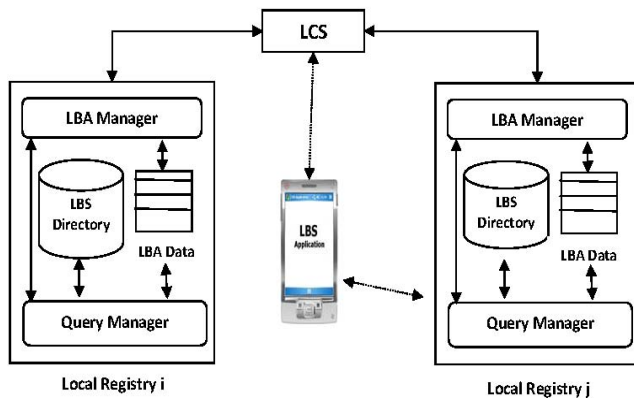 LCS
LBA Manager
LBS
Directory
LBA Data
Query Manager
Local Registry i
LBS
Application
LBA Manager
LBS
Directory
LBA Data
Query Manager
Local Registry j